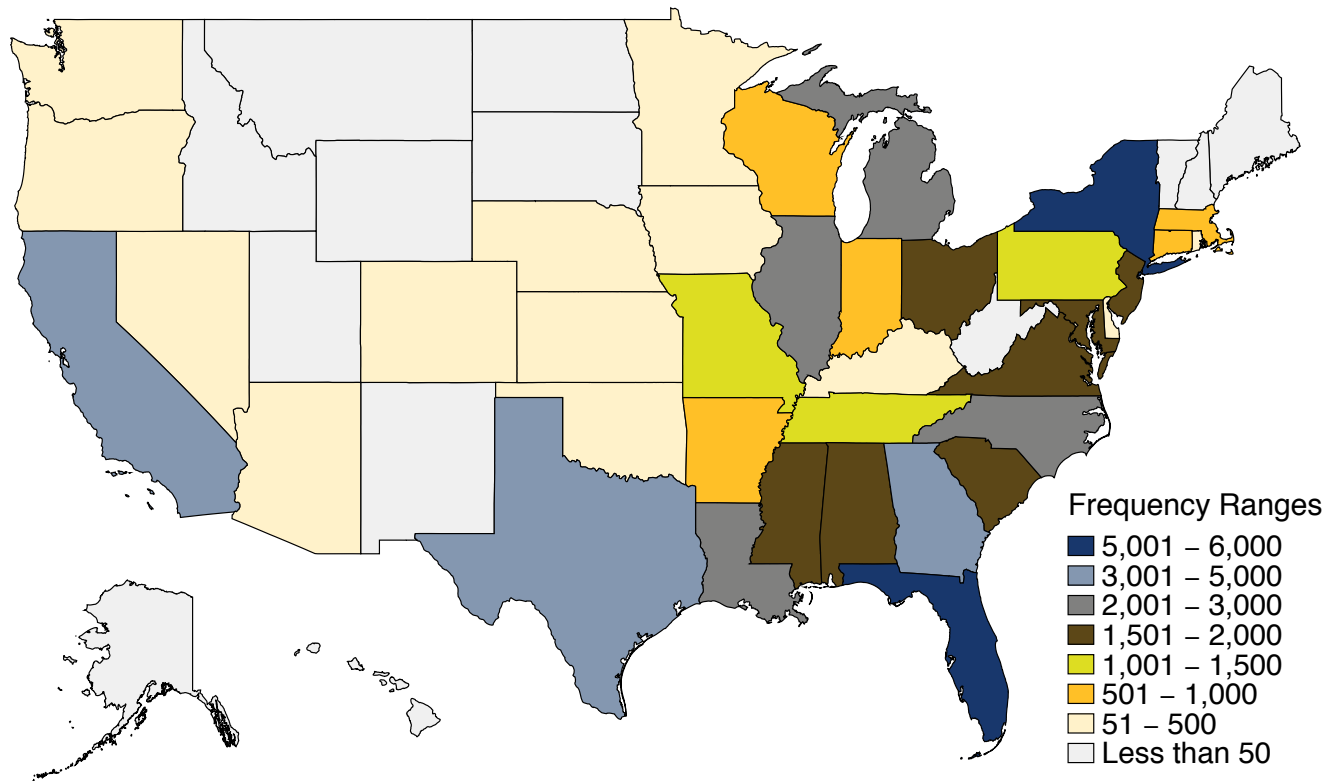 Frequency Ranges
5,001 − 6,000
3,001 − 5,000
2,001 − 3,000
1,501 − 2,000
1,001 − 1,500
501 − 1,000
51 − 500
Less than 50